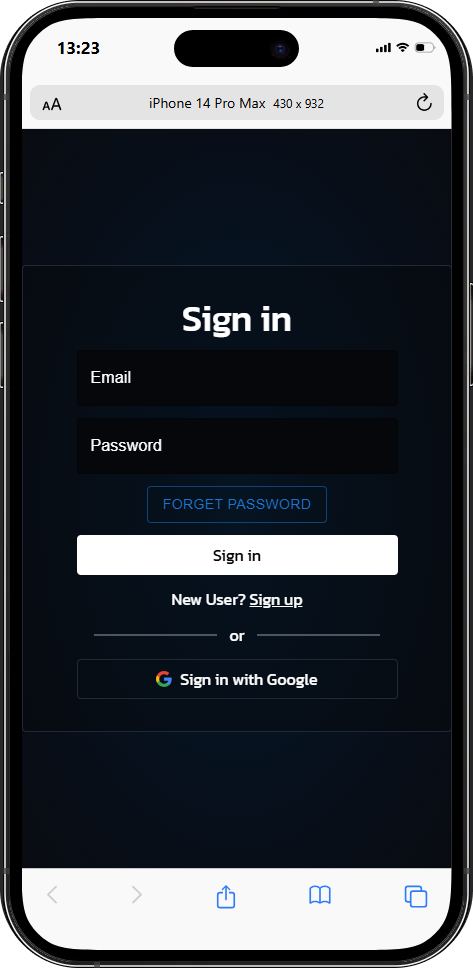 13:23
AA iPhone 14 Pro Max 430 x 932
Sign in
Email
Password
FORGET PASSWORD
Sign in
New User? Sign up
or
Sign in with Google